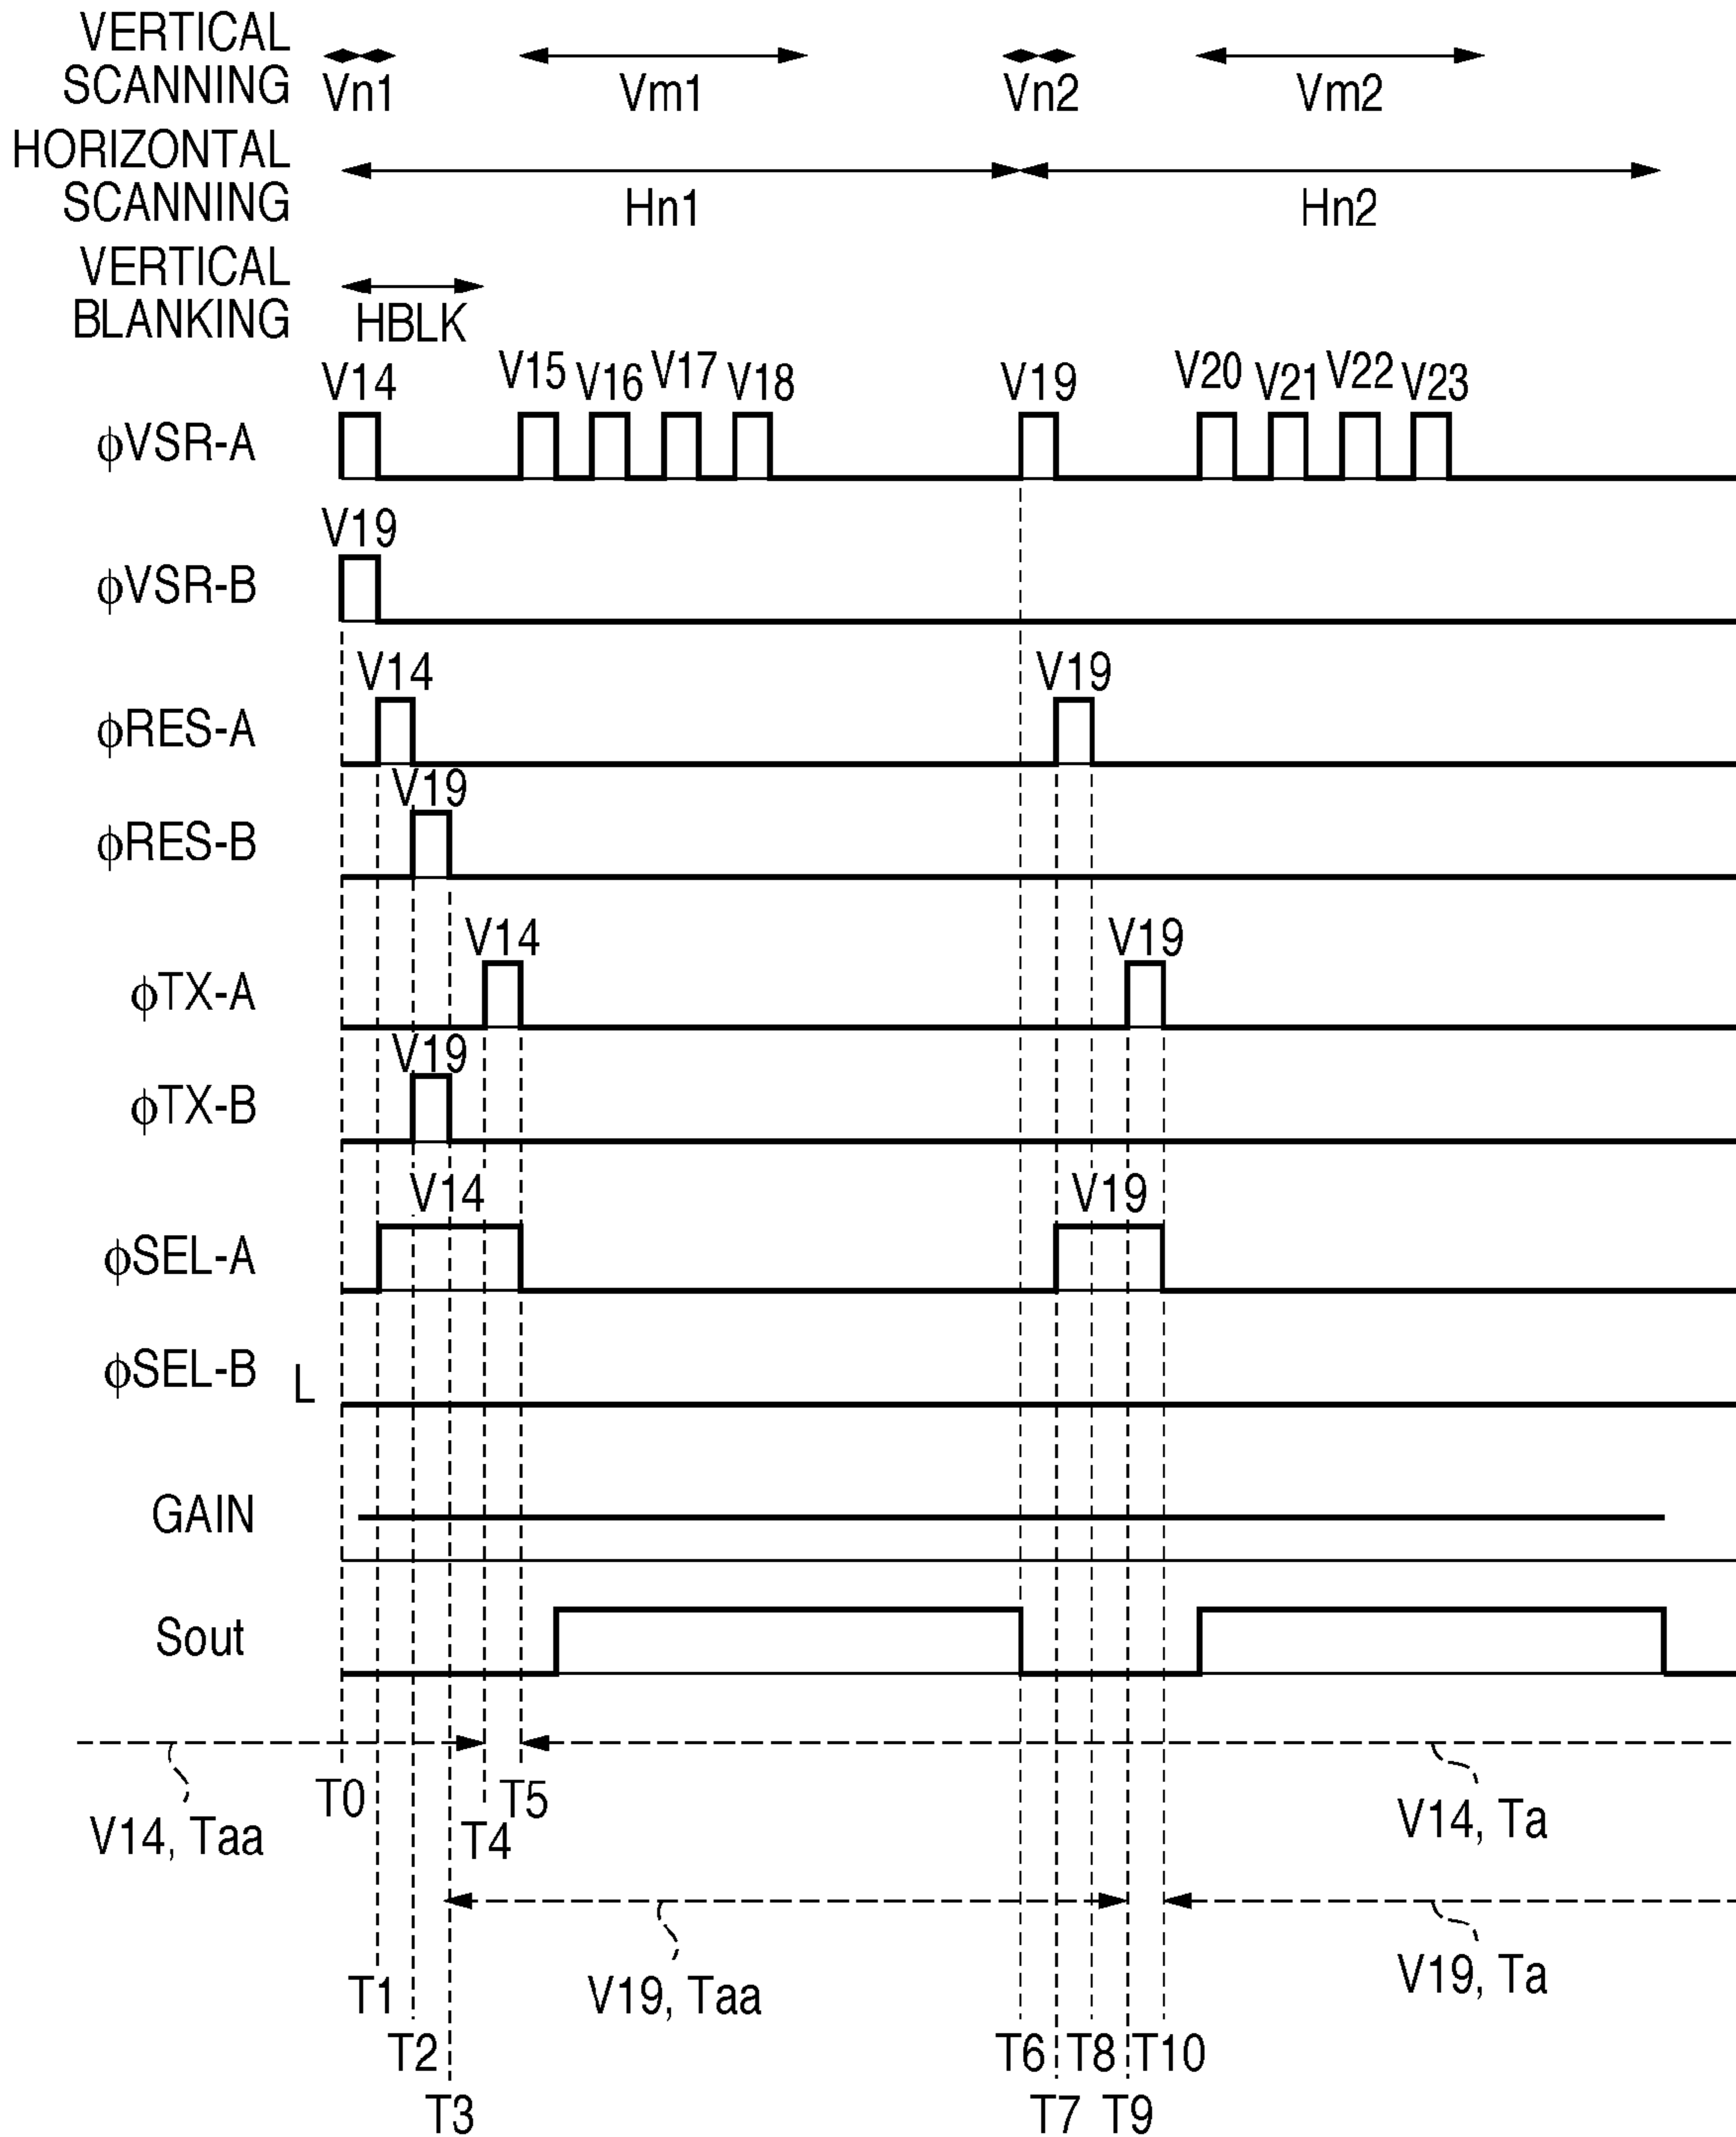 VERTICAL
SCANNING
Vn1
Vm1
Vn2
Vm2
HORIZONTAL
SCANNING
Hn1
Hn2
VERTICAL
BLANKING
HBLK
V14
V15
V16
V17
V18
V19
V20
V21
V22
V23
ϕVSR-A
V19
ϕVSR-B
V14
V19
ϕRES-A
V19
ϕRES-B
V14
V19
ϕTX-A
V19
ϕTX-B
V14
V19
ϕSEL-A
ϕSEL-B
L
GAIN
Sout
T0
T5
V14, Taa
T4
V14, Ta
T1
V19, Taa
V19, Ta
T2
T6
T8
T10
T3
T7
T9